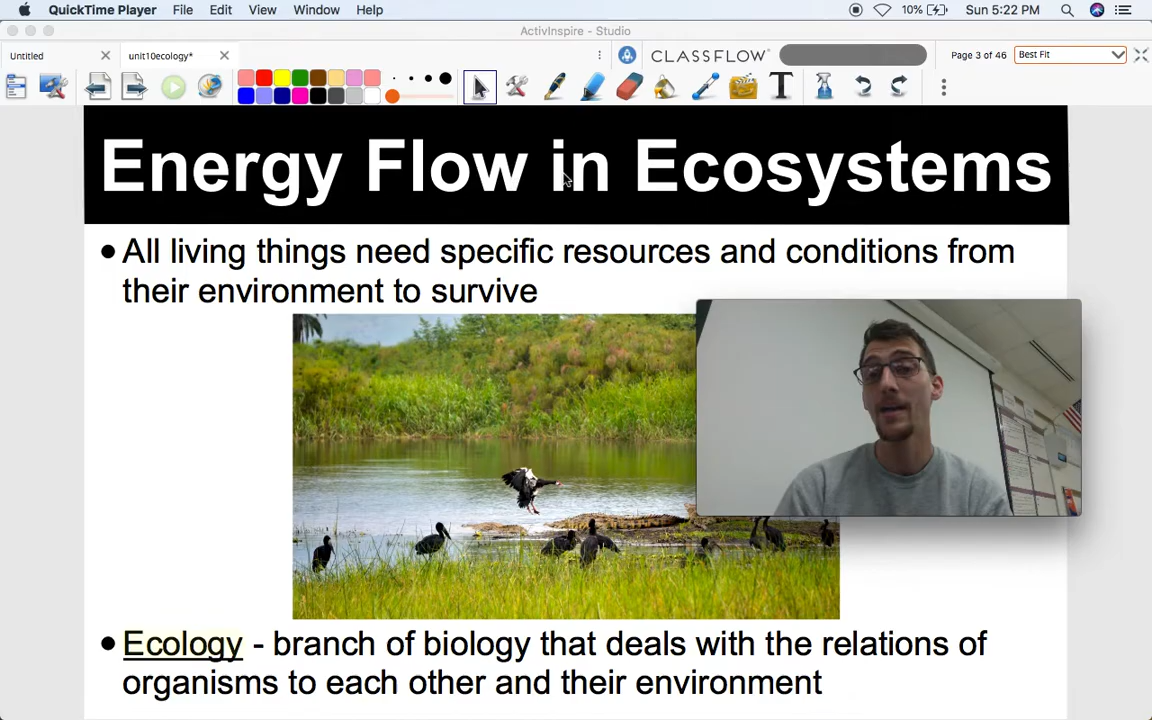 QuickTime Player File Edit View Window Help 10% Sun 5:22 PM
ActivInspire - Studio
Untitled unit10ecology* CLASSFLOW Page 3 of 46 Best Fit
Energy Flow in Ecosystems
• All living things need specific resources and conditions from
their environment to survive
• Ecology - branch of biology that deals with the relations of
organisms to each other and their environment